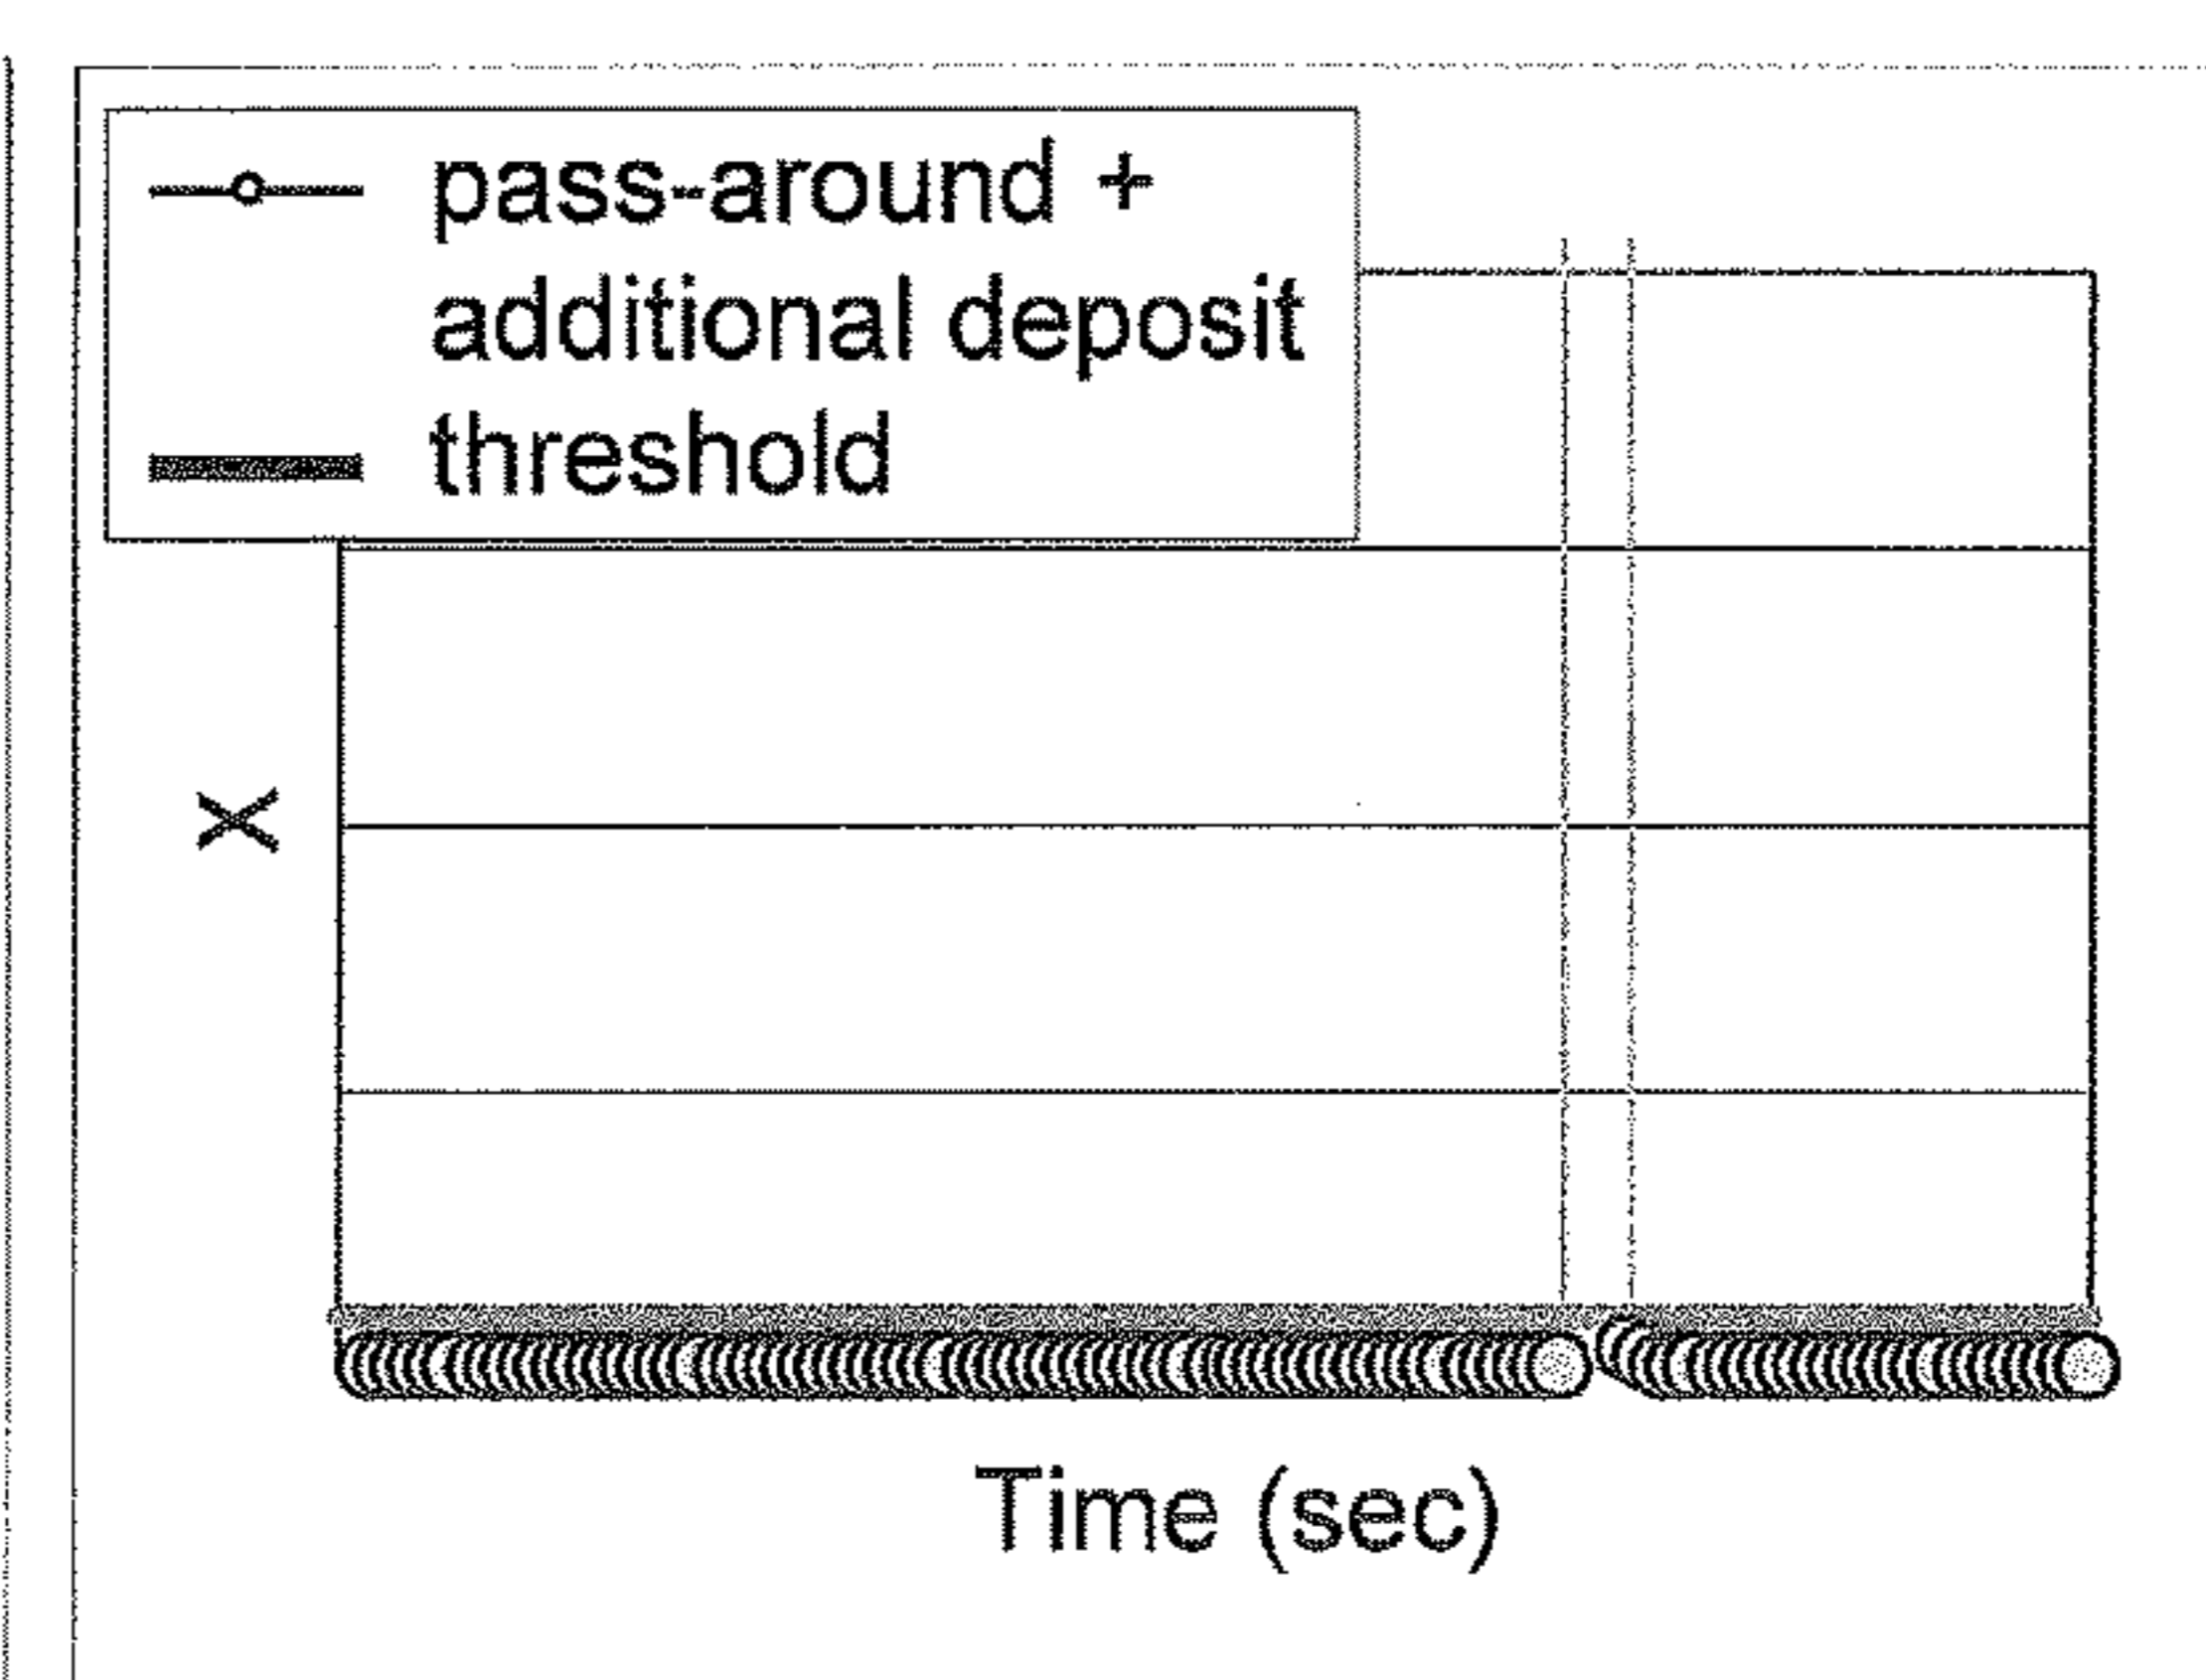 pass-around +
additional deposit
threshold
X
Time (sec)